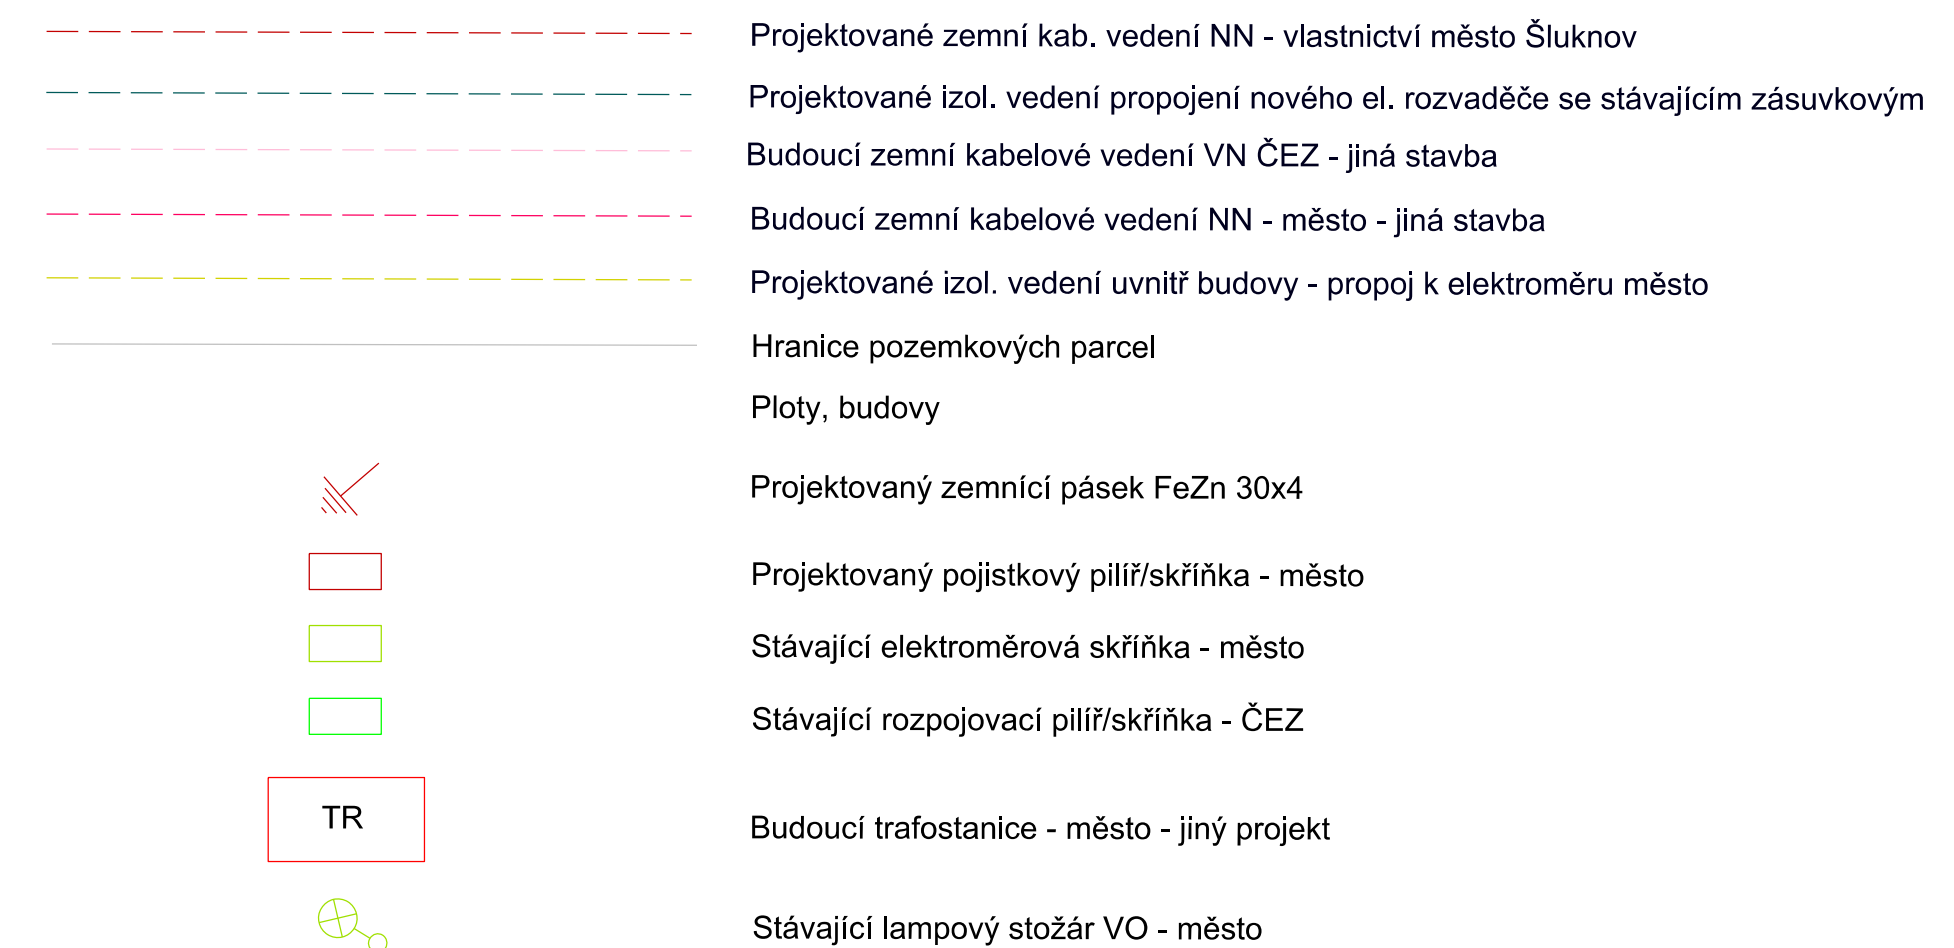 Projektované zemní kab. vedení NN - vlastnictví město Šluknov
Projektované izol. vedení propojení nového el. rozvaděče se stávajícím zásuvkovým
Budoucí zemní kabelové vedení VN ČEZ - jiná stavba
Budoucí zemní kabelové vedení NN - město - jiná stavba
Projektované izol. vedení uvnitř budovy - propoj k elektroměru město
Hranice pozemkových parcel
Ploty, budovy
Projektovaný zemnící pásek FeZn 30x4
Projektovaný pojistkový pilíř/skříňka - město
Stávající elektroměrová skříňka - město
Stávající rozpojovací pilíř/skříňka - ČEZ
TR
Budoucí trafostanice - město - jiný projekt
Stávající lampový stožár VO - město